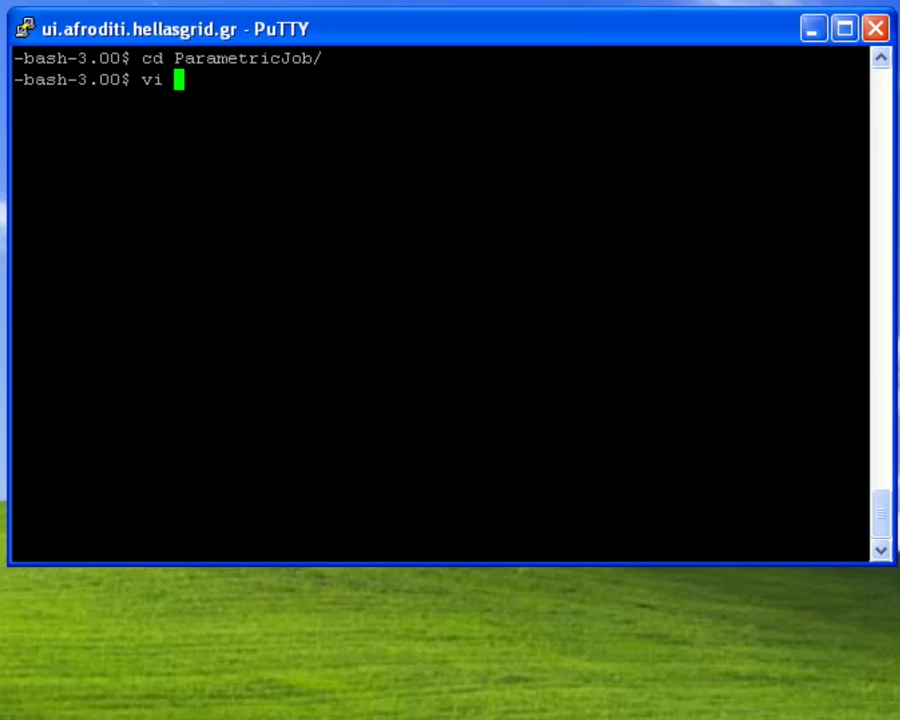 ui.afroditi.hellasgrid.gr - PuTTY
-bash-3.00$ cd ParametricJob/
-bash-3.00$ vi